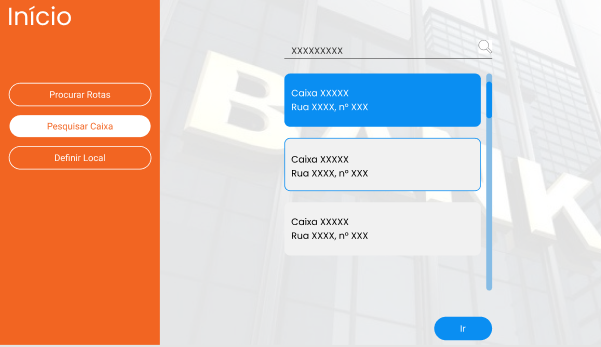 Início
Procurar Rotas
Pesquisar Caixa
Definir Local
XXXXXXXXX
Caixa XXXXX
Rua XXXX, nº XXX
Caixa XXXXX
Rua XXXX, nº XXX
Caixa XXXXX
Rua XXXX, nº XXX
BANK
Ir